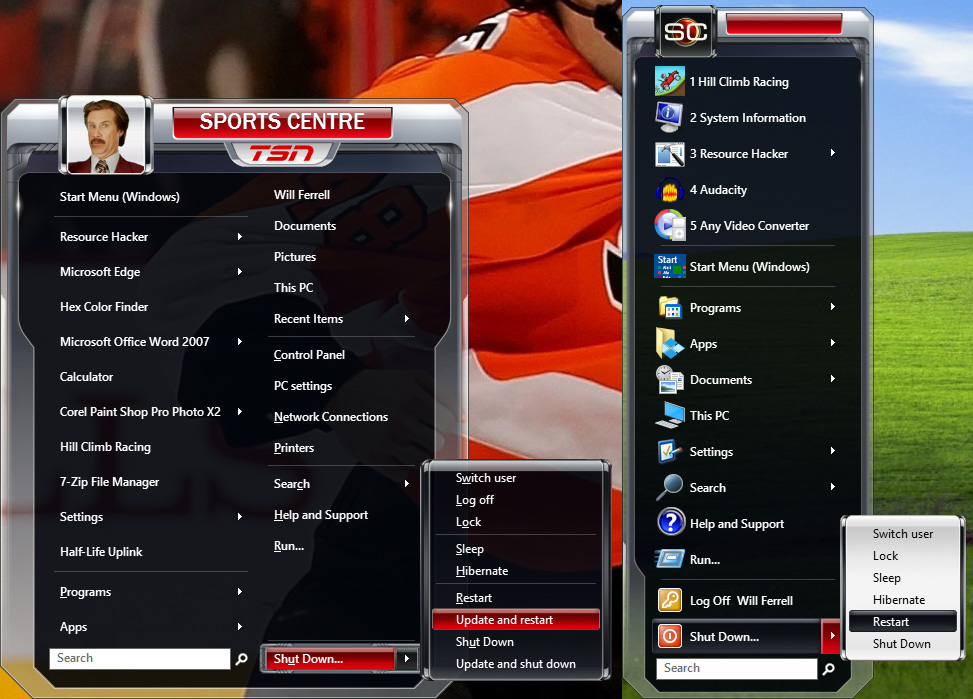 SPORTS CENTRE
TSN
Start Menu (Windows)
Resource Hacker
Microsoft Edge
Hex Color Finder
Microsoft Office Word 2007
Calculator
Corel Paint Shop Pro Photo X2
Hill Climb Racing
7-Zip File Manager
Settings
Half-Life Uplink
Programs
Apps
Search
Will Ferrell
Documents
Pictures
This PC
Recent Items
Control Panel
PC settings
Network Connections
Printers
Search
Help and Support
Run...
Shut Down...
Switch user
Log off
Lock
Sleep
Hibernate
Restart
Update and restart
Shut Down
Update and shut down
SC
1 Hill Climb Racing
2 System Information
3 Resource Hacker
4 Audacity
5 Any Video Converter
Start
Start Menu (Windows)
Programs
Apps
Documents
This PC
Settings
Search
Help and Support
Run...
Log Off Will Ferrell
Shut Down...
Search
Switch user
Lock
Sleep
Hibernate
Restart
Shut Down